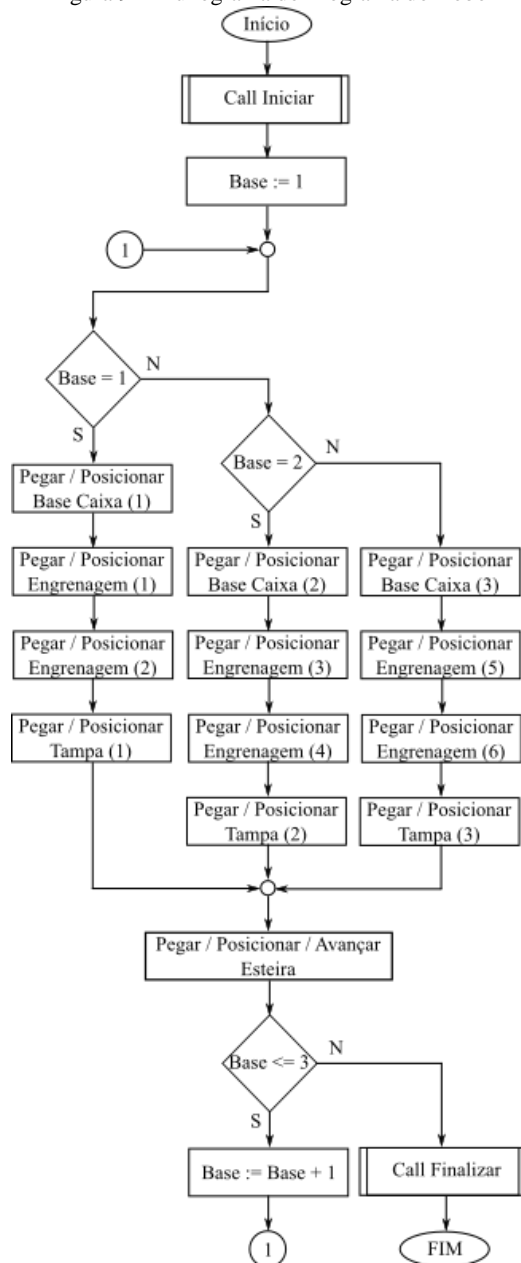 Início
Call Iniciar
Base := 1
1
Base = 1
N
S
Base = 2
N
S
Pegar / Posicionar
Base Caixa (1)
Pegar / Posicionar
Engrenagem (1)
Pegar / Posicionar
Engrenagem (2)
Pegar / Posicionar
Tampa (1)
Pegar / Posicionar
Base Caixa (2)
Pegar / Posicionar
Engrenagem (3)
Pegar / Posicionar
Engrenagem (4)
Pegar / Posicionar
Tampa (2)
Pegar / Posicionar
Base Caixa (3)
Pegar / Posicionar
Engrenagem (5)
Pegar / Posicionar
Engrenagem (6)
Pegar / Posicionar
Tampa (3)
Pegar / Posicionar / Avançar
Esteira
Base <= 3
N
S
Base := Base + 1
Call Finalizar
1
FIM